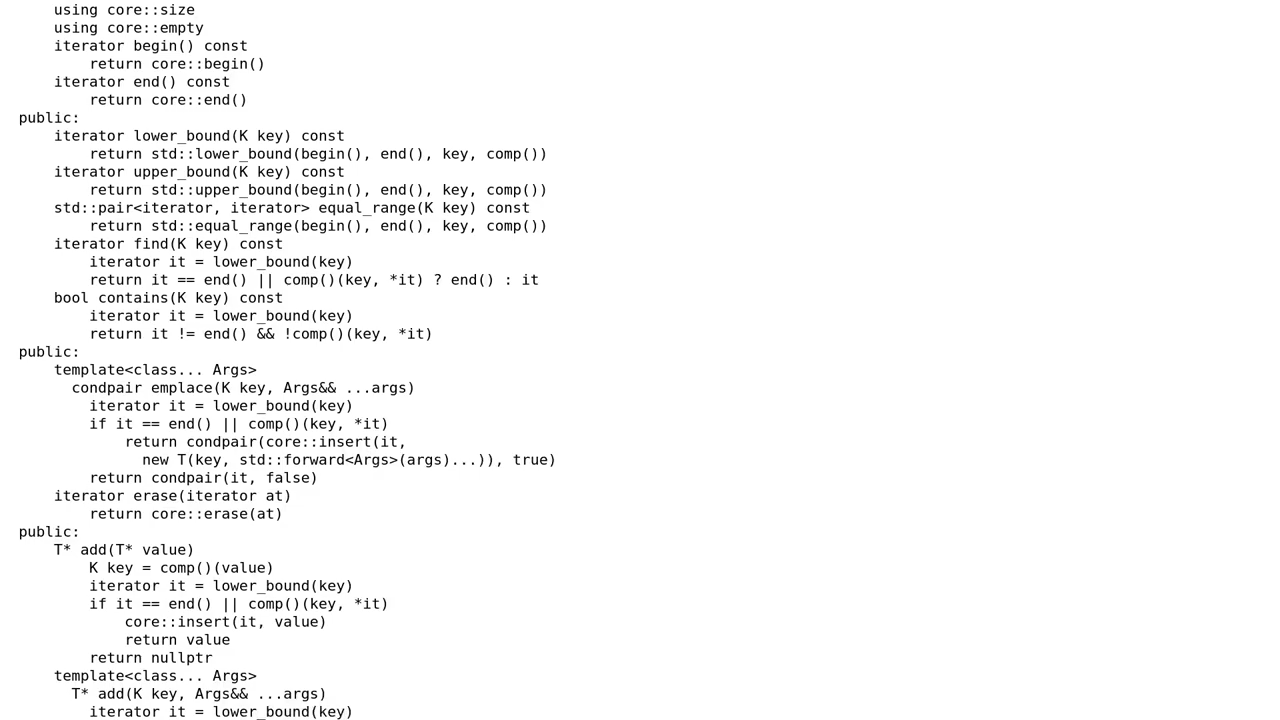 using core::size
using core::empty
iterator begin() const
return core::begin()
iterator end() const
return core::end()
public:
iterator lower_bound(K key) const
return std::lower_bound(begin(), end(), key, comp())
iterator upper_bound(K key) const
return std::upper_bound(begin(), end(), key, comp())
std::pair<iterator, iterator> equal_range(K key) const
return std::equal_range(begin(), end(), key, comp())
iterator find(K key) const
iterator it = lower_bound(key)
return it == end() || comp()(key, *it) ? end() : it
bool contains(K key) const
iterator it = lower_bound(key)
return it != end() && !comp()(key, *it)
public:
template<class... Args>
condpair emplace(K key, Args&& ...args)
iterator it = lower_bound(key)
if it == end() || comp()(key, *it)
return condpair(core::insert(it,
new T(key, std::forward<Args>(args)...)), true)
return condpair(it, false)
iterator erase(iterator at)
return core::erase(at)
public:
T* add(T* value)
K key = comp()(value)
iterator it = lower_bound(key)
if it == end() || comp()(key, *it)
core::insert(it, value)
return value
return nullptr
template<class... Args>
T* add(K key, Args&& ...args)
iterator it = lower_bound(key)